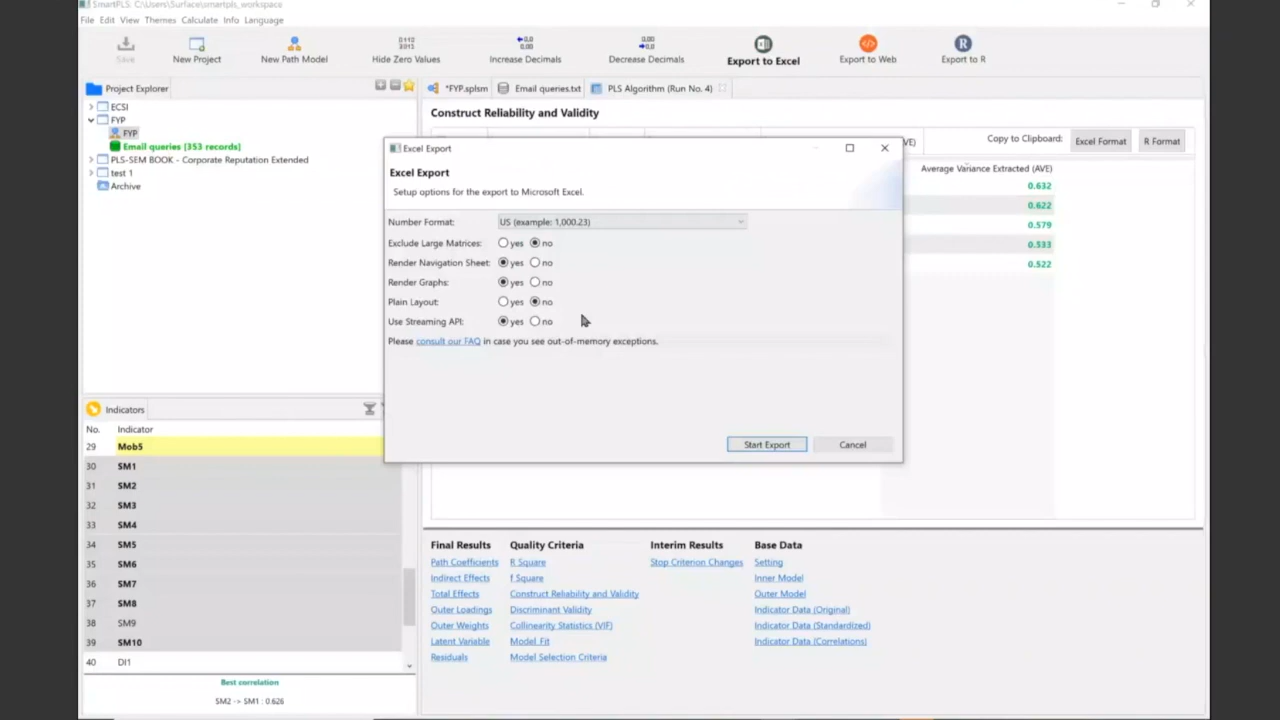 SmartPLS: C:\Users\Surface\smartpls_workspace
File Edit View Themes Calculate Info Language
Save
New Project
New Path Model
0110
Hide Zero Values
0,0
0,00
Increase Decimals
0,00
0,0
Decrease Decimals
Export to Excel
Export to Web
R
Export to R
Project Explorer
*FYP.splsm
Email queries.txt
PLS Algorithm (Run No. 4)
ECSI
FYP
FYP
Email queries [353 records]
PLS-SEM BOOK - Corporate Reputation Extended
test 1
Archive
Construct Reliability and Validity
VE)
Copy to Clipboard:
Excel Format
R Format
Average Variance Extracted (AVE)
0.632
0.622
0.579
0.533
0.522
Excel Export
Excel Export
Setup options for the export to Microsoft Excel.
Number Format: US (example: 1,000.23)
Exclude Large Matrices: yes no
Render Navigation Sheet: yes no
Render Graphs: yes no
Plain Layout: yes no
Use Streaming API: yes no
Please consult our FAQ in case you see out-of-memory exceptions.
Start Export
Cancel
Indicators
No. Indicator
29 Mob5
30 SM1
31 SM2
32 SM3
33 SM4
34 SM5
35 SM6
36 SM7
37 SM8
38 SM9
39 SM10
40 DI1
Best correlation
SM2 -> SM1 : 0.626
Final Results
Path Coefficients
Indirect Effects
Total Effects
Outer Loadings
Outer Weights
Latent Variable
Residuals
Quality Criteria
R Square
f Square
Construct Reliability and Validity
Discriminant Validity
Collinearity Statistics (VIF)
Model Fit
Model Selection Criteria
Interim Results
Stop Criterion Changes
Base Data
Setting
Inner Model
Outer Model
Indicator Data (Original)
Indicator Data (Standardized)
Indicator Data (Correlations)